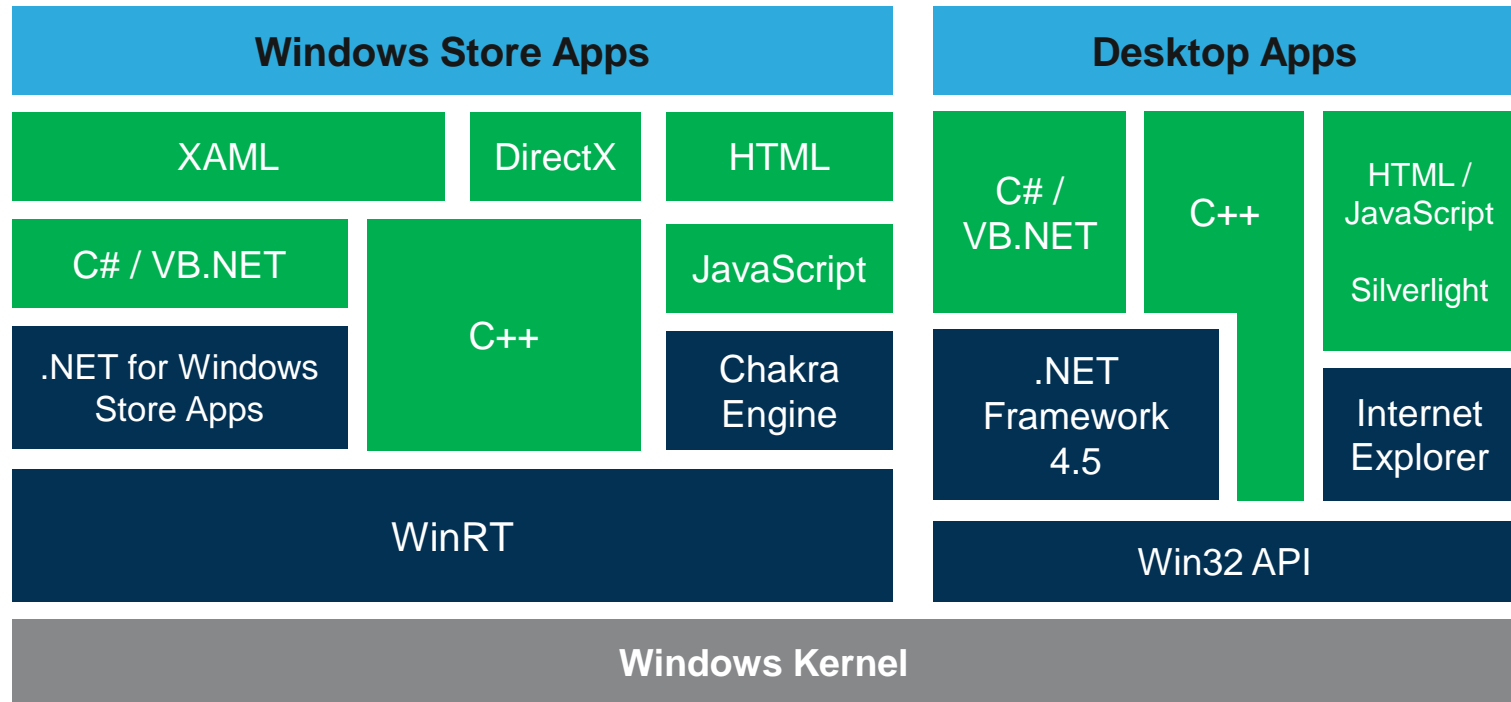 Windows Store Apps
Desktop Apps
XAML
DirectX
HTML
C# / VB.NET
C++
JavaScript
.NET for Windows
Store Apps
Chakra
Engine
WinRT
C# /
VB.NET
C++
HTML /
JavaScript
Silverlight
.NET
Framework
4.5
Internet
Explorer
Win32 API
Windows Kernel